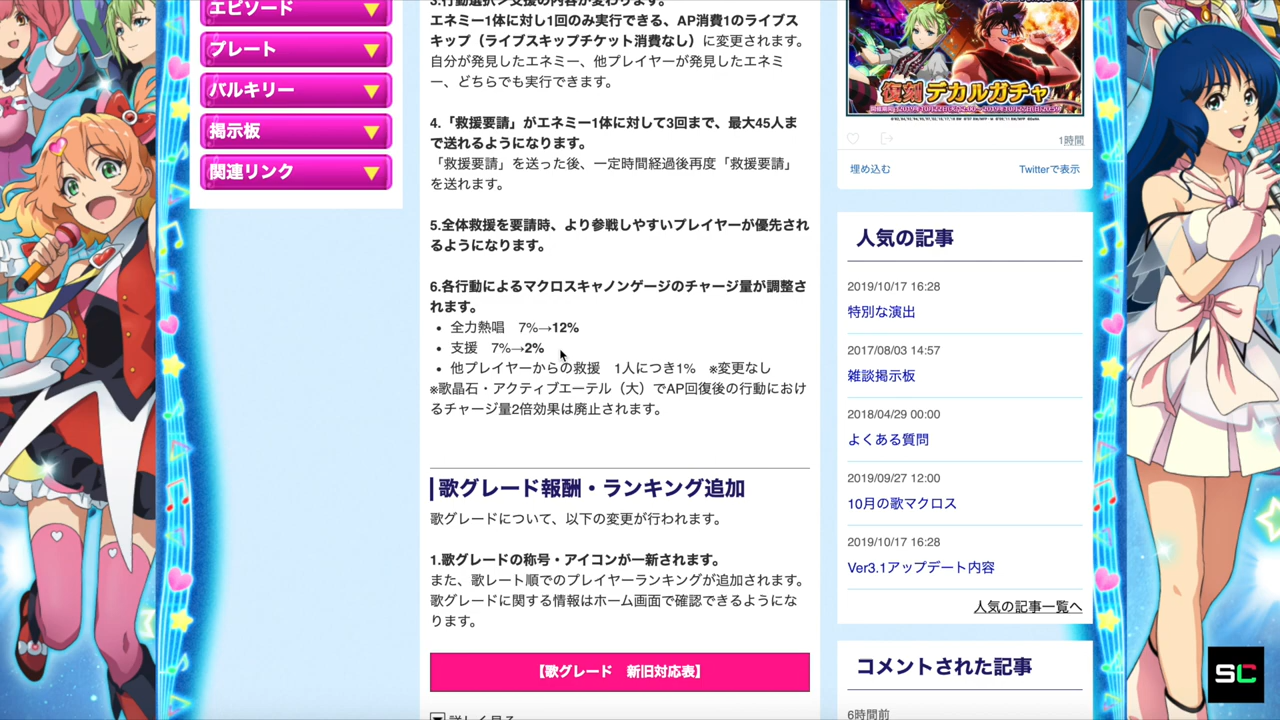 エピソード
プレート
バルキリー
掲示板
関連リンク
3.行動選択>支援の内容が変わります。
エネミー1体に対し1回のみ実行できる、AP消費1のライブス
キップ（ライブスキップチケット消費なし）に変更されます。
自分が発見したエネミー、他プレイヤーが発見したエネミ
ー、どちらでも実行できます。
4.「救援要請」がエネミー1体に対して3回まで、最大45人ま
で送れるようになります。
「救援要請」を送った後、一定時間経過後再度「救援要請」
を送れます。
5.全体救援を要請時、より参戦しやすいプレイヤーが優先され
るようになります。
6.各行動によるマクロスキャノンゲージのチャージ量が調整さ
れます。
• 全力熱唱　7%→12%
• 支援　7%→2%
• 他プレイヤーからの救援　1人につき1%　※変更なし
※歌晶石・アクティブエーテル（大）でAP回復後の行動におけ
るチャージ量2倍効果は廃止されます。
歌グレード報酬・ランキング追加
歌グレードについて、以下の変更が行われます。
1.歌グレードの称号・アイコンが一新されます。
また、歌レート順でのプレイヤーランキングが追加されます。
歌グレードに関する情報はホーム画面で確認できるようにな
ります。
【歌グレード　新旧対応表】
詳しく見る
復刻 デカルガチャ
1時間
埋め込む
Twitterで表示
人気の記事
2019/10/17 16:28
特別な演出
2017/08/03 14:57
雑談掲示板
2018/04/29 00:00
よくある質問
2019/09/27 12:00
10月の歌マクロス
2019/10/17 16:28
Ver3.1アップデート内容
人気の記事一覧へ
コメントされた記事
6時間前
SC